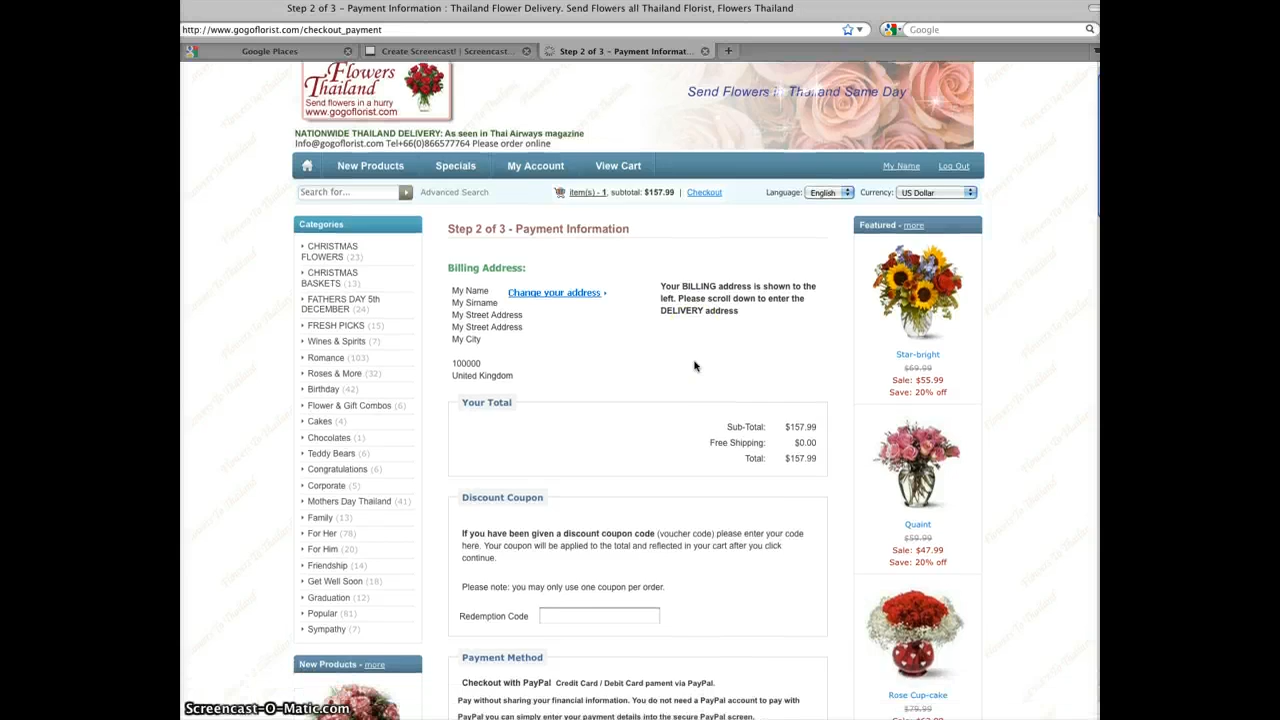 Step 2 of 3 - Payment Information : Thailand Flower Delivery. Send Flowers all Thailand Florist, Flowers Thailand
http://www.gogoflorist.com/checkout_payment
Google
Google Places
Create Screencast! | Screencast...
Step 2 of 3 - Payment Informat...
Flowers
Thailand
Send flowers in a hurry
www.gogoflorist.com
Send Flowers in Thailand Same Day
NATIONWIDE THAILAND DELIVERY: As seen in Thai Airways magazine
Info@gogoflorist.com Tel+66(0)866577764 Please order online
New Products
Specials
My Account
View Cart
My Name
Log Out
Search for...
Advanced Search
item(s) - 1, subtotal: $157.99 | Checkout
Language: English
Currency: US Dollar
Categories
CHRISTMAS
FLOWERS (23)
CHRISTMAS
BASKETS (13)
FATHERS DAY 5th
DECEMBER (24)
FRESH PICKS (15)
Wines & Spirits (7)
Romance (103)
Roses & More (32)
Birthday (42)
Flower & Gift Combos (6)
Cakes (4)
Chocolates (1)
Teddy Bears (6)
Congratulations (6)
Corporate (5)
Mothers Day Thailand (41)
Family (13)
For Her (78)
For Him (20)
Friendship (14)
Get Well Soon (18)
Graduation (12)
Popular (61)
Sympathy (7)
New Products - more
Step 2 of 3 - Payment Information
Billing Address:
My Name
My Sirname
My Street Address
My Street Address
My City
100000
United Kingdom
Change your address
Your BILLING address is shown to the
left. Please scroll down to enter the
DELIVERY address
Your Total
Sub-Total: $157.99
Free Shipping: $0.00
Total: $157.99
Discount Coupon
If you have been given a discount coupon code (voucher code) please enter your code
here. Your coupon will be applied to the total and reflected in your cart after you click
continue.
Please note: you may only use one coupon per order.
Redemption Code
Payment Method
Checkout with PayPal Credit Card / Debit Card pament via PayPal.
Pay without sharing your financial information. You do not need a PayPal account to pay with
PayPal you can simply enter your payment details into the secure PayPal screen.
Featured - more
Star-bright
$69.99
Sale: $55.99
Save: 20% off
Quaint
$59.99
Sale: $47.99
Save: 20% off
Rose Cup-cake
$79.99
Screencast-O-Matic.com